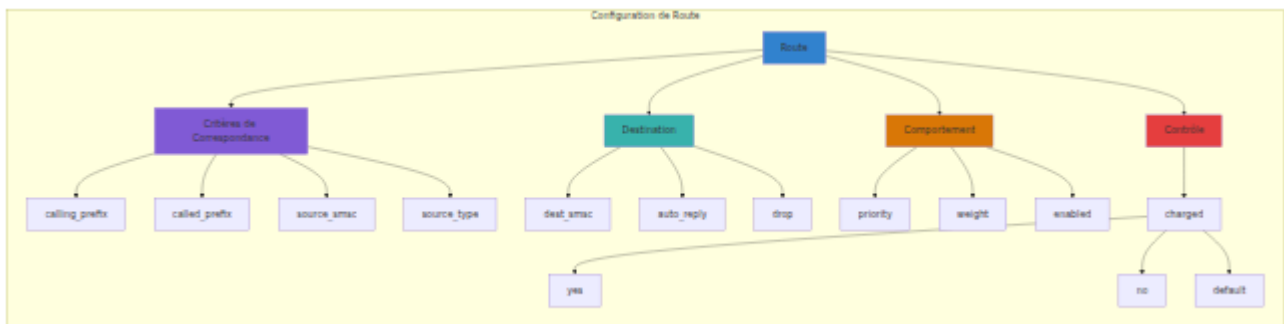 Configuration de Route
Route
Critères de
Correspondance
Destination
Comportement
Contrôle
calling_prefix
called_prefix
source_smsc
source_type
dest_smsc
auto_reply
drop
priority
weight
enabled
charged
yes
no
default